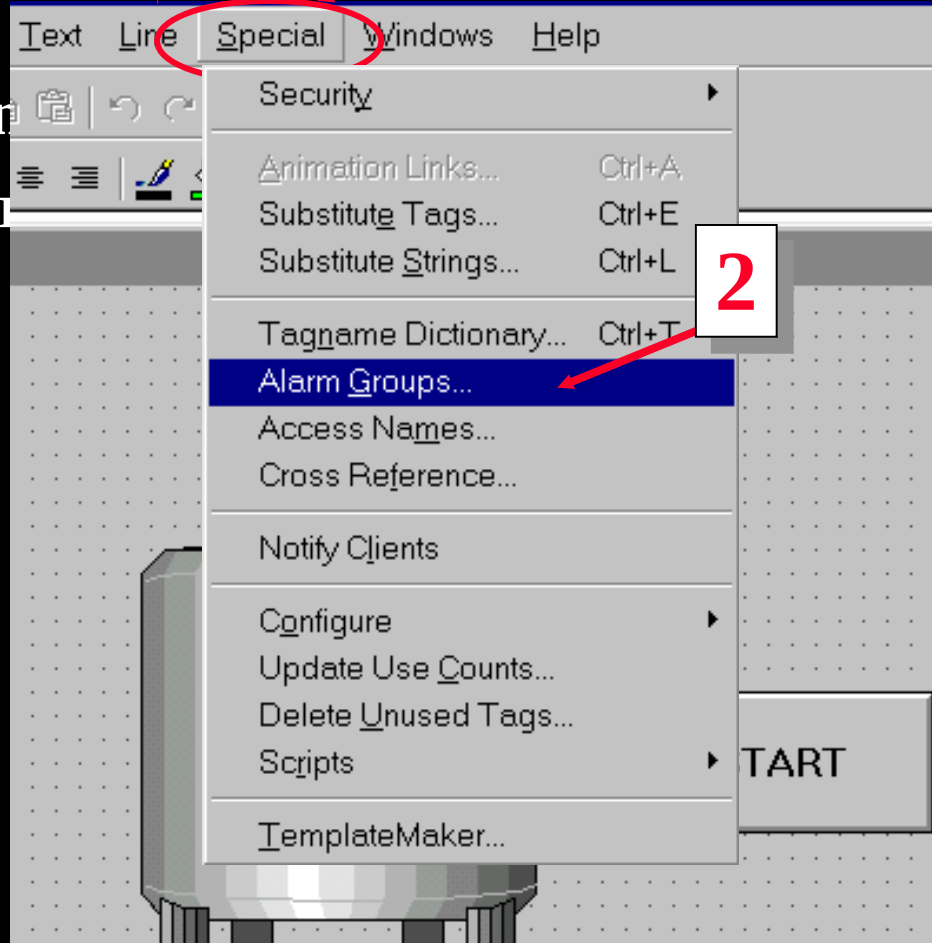 Text Line Special Windows Help
Security
Animation Links... Ctrl+A
Substitute Tags... Ctrl+E
Substitute Strings... Ctrl+L
2
Tagname Dictionary... Ctrl+T
Alarm Groups...
Access Names...
Cross Reference...
Notify Clients
Configure
Update Use Counts...
Delete Unused Tags...
Scripts
TART
TemplateMaker...